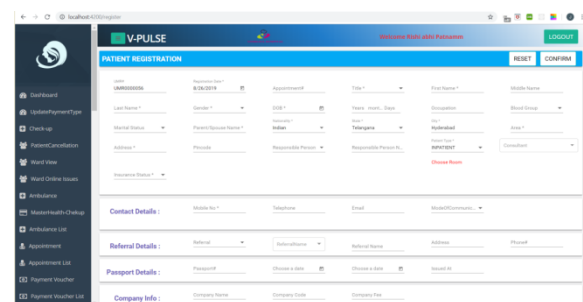 localhost:4200/register
V-PULSE
Welcome Rishi abhi Patnamm
LOGOUT
PATIENT REGISTRATION
RESET CONFIRM
UMR#
UMR0000056
Registration Date *
8/26/2019
Appointment#
Title *
First Name *
Middle Name
Last Name *
Gender *
DOB *
Years Days
Occupation
Blood Group
Marital Status
Parent/Spouse Name *
Nationality *
Indian
State *
Telangana
City *
Hyderabad
Area *
Address *
Pincode
Responsible Person
Responsible Person N..
Patient Type *
INPATIENT
Consultant
Choose Room
Insurance Status *
Contact Details :
Mobile No *
Telephone
Email
ModeOfCommunic...
Referral Details :
Referral
ReferralName
Referral Name
Address
Phone#
Passport Details :
Passport#
Choose a date
Choose a date
Issued At
Company Info :
Company Name
Company Code
Company Fax
Dashboard
UpdatePaymentType
Check-up
PatientCancellation
Ward View
Ward Online Issues
Ambulance
MasterHealth-Chekup
Ambulance List
Appointment
Appointment List
Payment Voucher
Payment Voucher List